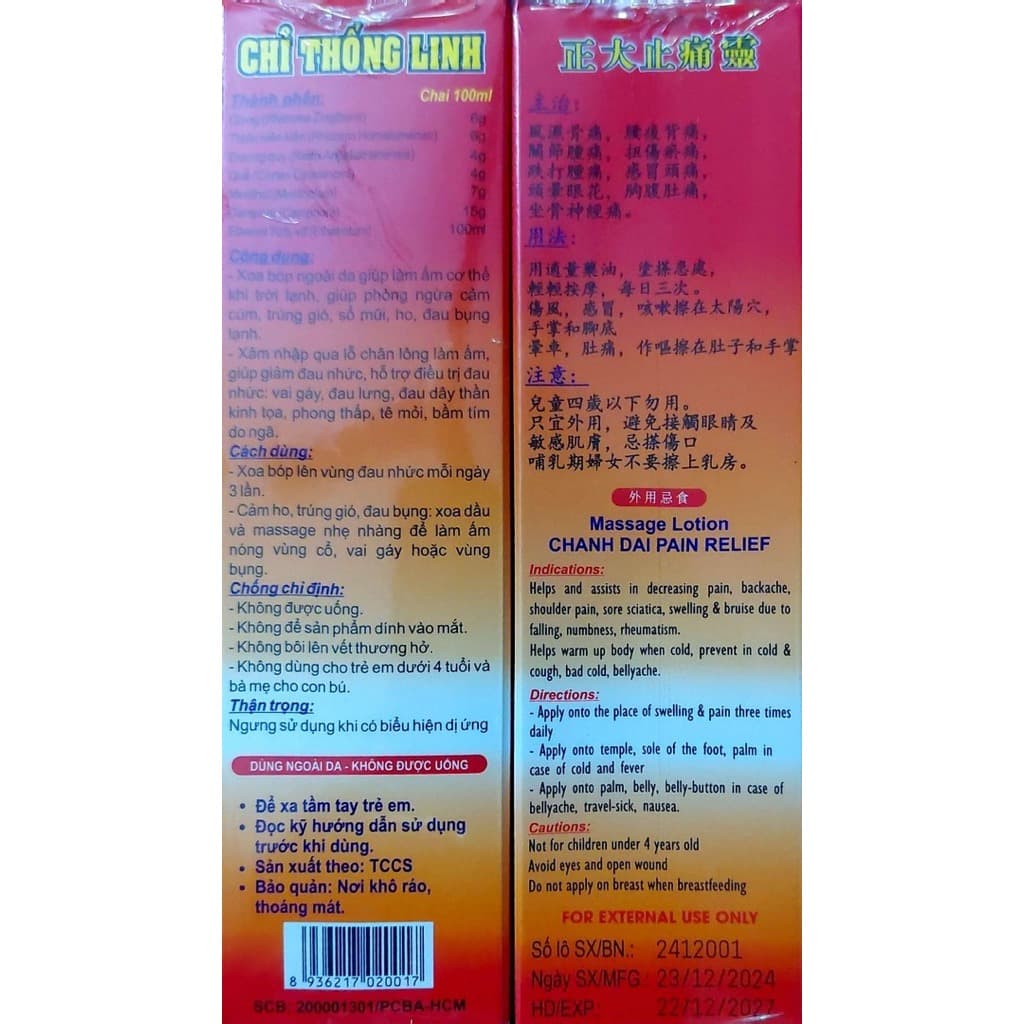 CHỈ THỐNG LINH
Chai 100ml
Thành phần:
6g
6g
4g
4g
7g
15g
100ml
Công dụng:
- Xoa bóp ngoài da giúp làm ấm cơ thể
khi trời lạnh, giúp phòng ngừa cảm
cúm, trúng gió, sổ mũi, ho, đau bụng
lạnh.
- Xâm nhập qua lỗ chân lông làm ấm,
giúp giảm đau nhức, hỗ trợ điều trị đau
nhức: vai gáy, đau lưng, đau dây thần
kinh tọa, phong thấp, tê mỏi, bầm tím
do ngã.
Cách dùng:
- Xoa bóp lên vùng đau nhức mỗi ngày
3 lần.
- Cảm ho, trúng gió, đau bụng: xoa dầu
và massage nhẹ nhàng để làm ấm
nóng vùng cổ, vai gáy hoặc vùng
bụng.
Chống chỉ định:
- Không được uống.
- Không để sản phẩm dính vào mắt.
- Không bôi lên vết thương hở.
- Không dùng cho trẻ em dưới 4 tuổi và
bà mẹ cho con bú.
Thận trọng:
Ngưng sử dụng khi có biểu hiện dị ứng
DÙNG NGOÀI DA - KHÔNG ĐƯỢC UỐNG
• Để xa tầm tay trẻ em.
• Đọc kỹ hướng dẫn sử dụng
trước khi dùng.
• Sản xuất theo: TCCS
• Bảo quản: Nơi khô ráo,
thoáng mát.
8 936217 020017
SCB: 200001301/PCBA-HCM
正大止痛靈
主治:
風濕骨痛, 腰痠背痛,
關節腫痛, 扭傷瘀痛,
跌打腫痛, 感冒頭痛,
頭暈眼花, 胸腹肚痛,
坐骨神經痛。
用法:
用適量藥油, 塗搽患處,
輕輕按摩, 每日三次。
傷風, 感冒, 咳嗽擦在太陽穴,
手掌和腳底
暈車, 肚痛, 作嘔擦在肚子和手掌
注意:
兒童四歲以下勿用。
只宜外用, 避免接觸眼睛及
敏感肌膚, 忌搽傷口
哺乳期婦女不要擦上乳房。
外用忌食
Massage Lotion
CHANH DAI PAIN RELIEF
Indications:
Helps and assists in decreasing pain, backache,
shoulder pain, sore sciatica, swelling & bruise due to
falling, numbness, rheumatism.
Helps warm up body when cold, prevent in cold &
cough, bad cold, bellyache.
Directions:
- Apply onto the place of swelling & pain three times
daily
- Apply onto temple, sole of the foot, palm in
case of cold and fever
- Apply onto palm, belly, belly-button in case of
bellyache, travel-sick, nausea.
Cautions:
Not for children under 4 years old
Avoid eyes and open wound
Do not apply on breast when breastfeeding
FOR EXTERNAL USE ONLY
Số lô SX/BN.: 2412001
Ngày SX/MFG.: 23/12/2024
HD/EXP: 22/12/2027